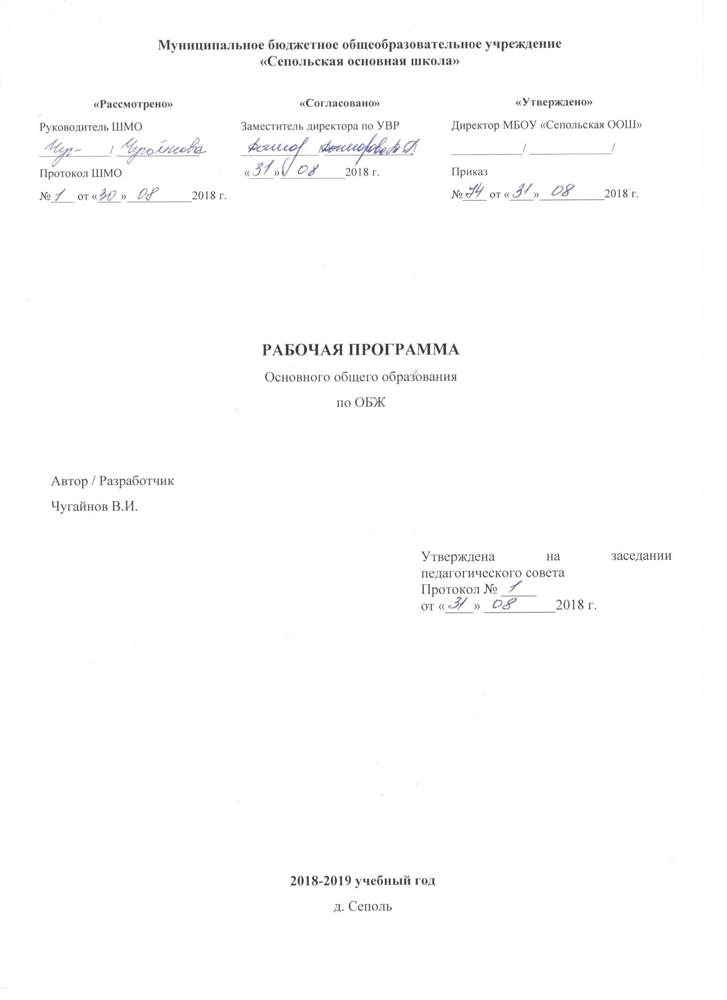 Муниципальное бюджетное общеобразовательное учреждение
«Сепольская основная школа»
«Рассмотрено»
Руководитель ШМО
/ Чугайнова
Протокол ШМО
№ 1 от «30» 08 2018 г.
«Согласовано»
Заместитель директора по УВР
/
«31» 08 2018 г.
«Утверждено»
Директор МБОУ «Сепольская ООШ»
____________/ ______________/
Приказ
№ 74 от «31» 08 2018 г.
РАБОЧАЯ ПРОГРАММА
Основного общего образования
по ОБЖ
Автор / Разработчик
Чугайнов В.И.
Утверждена на заседании
педагогического совета
Протокол № 1
от «31» 08 2018 г.
2018-2019 учебный год
д. Сеполь